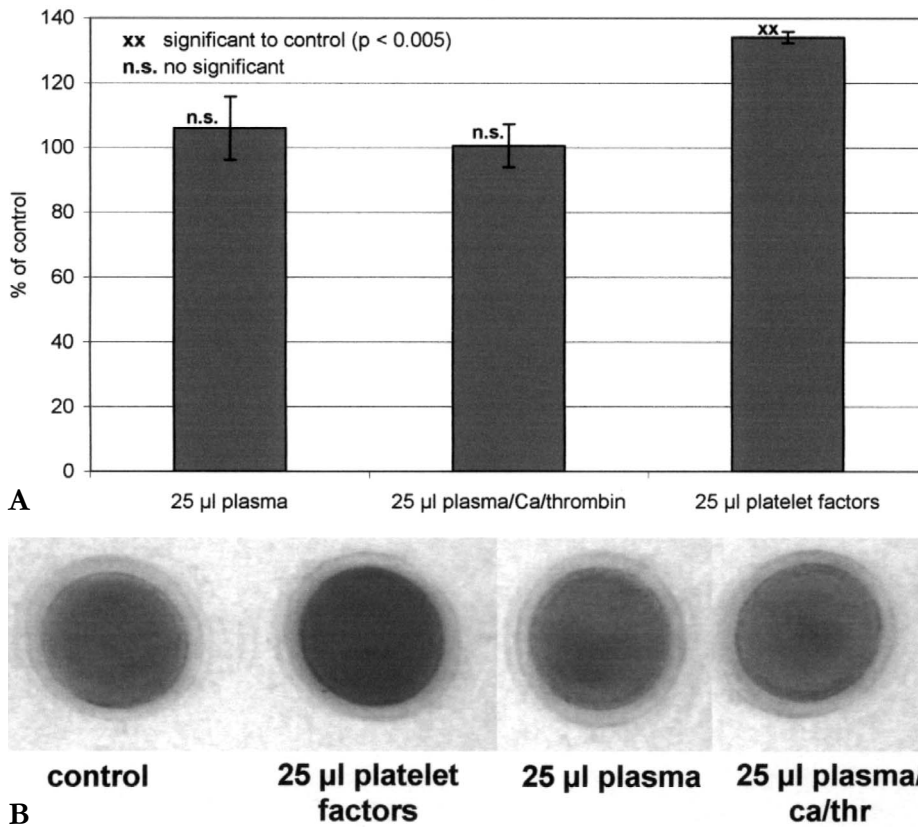 140
xx significant to control (p < 0.005)
n.s. no significant
xx
120
n.s.
n.s.
100
% of control
80
60
40
20
0
A
25 µl plasma
25 µl plasma/Ca/thrombin
25 µl platelet factors
control
25 µl platelet
factors
25 µl plasma
25 µl plasma/
ca/thr
B